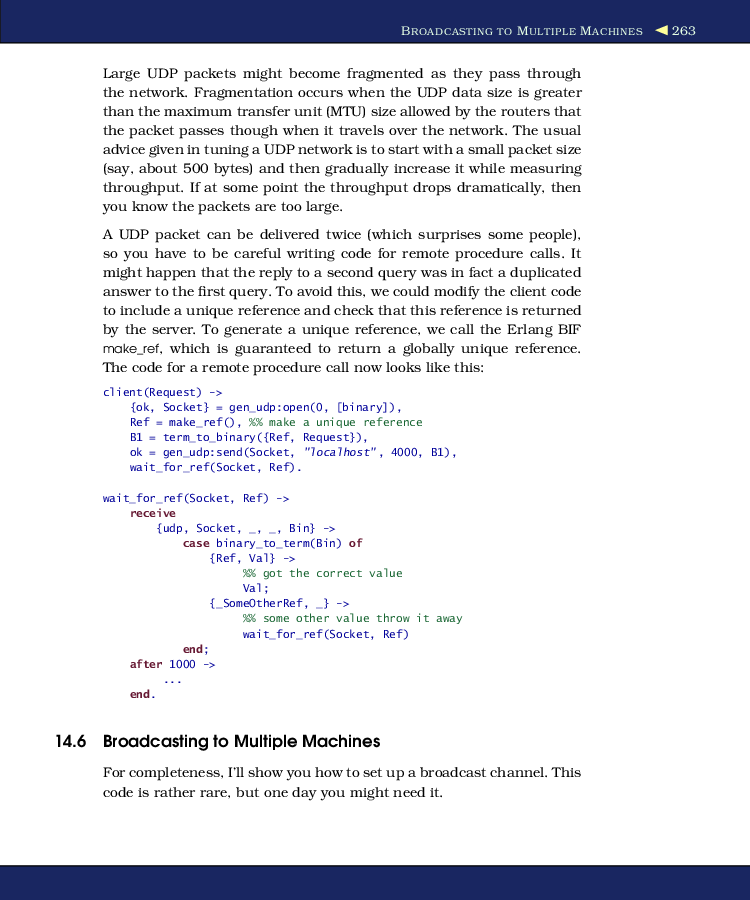 BROADCASTING TO MULTIPLE MACHINES ◀ 263
Large UDP packets might become fragmented as they pass through
the network. Fragmentation occurs when the UDP data size is greater
than the maximum transfer unit (MTU) size allowed by the routers that
the packet passes though when it travels over the network. The usual
advice given in tuning a UDP network is to start with a small packet size
(say, about 500 bytes) and then gradually increase it while measuring
throughput. If at some point the throughput drops dramatically, then
you know the packets are too large.
A UDP packet can be delivered twice (which surprises some people),
so you have to be careful writing code for remote procedure calls. It
might happen that the reply to a second query was in fact a duplicated
answer to the first query. To avoid this, we could modify the client code
to include a unique reference and check that this reference is returned
by the server. To generate a unique reference, we call the Erlang BIF
make_ref, which is guaranteed to return a globally unique reference.
The code for a remote procedure call now looks like this:
client(Request) ->
    {ok, Socket} = gen_udp:open(0, [binary]),
    Ref = make_ref(), %% make a unique reference
    B1 = term_to_binary({Ref, Request}),
    ok = gen_udp:send(Socket, "localhost", 4000, B1),
    wait_for_ref(Socket, Ref).
wait_for_ref(Socket, Ref) ->
    receive
        {udp, Socket, _, _, Bin} ->
            case binary_to_term(Bin) of
                {Ref, Val} ->
                     %% got the correct value
                     Val;
                {_SomeOtherRef, _} ->
                     %% some other value throw it away
                     wait_for_ref(Socket, Ref)
            end;
    after 1000 ->
         ...
    end.
14.6 Broadcasting to Multiple Machines
For completeness, I'll show you how to set up a broadcast channel. This
code is rather rare, but one day you might need it.